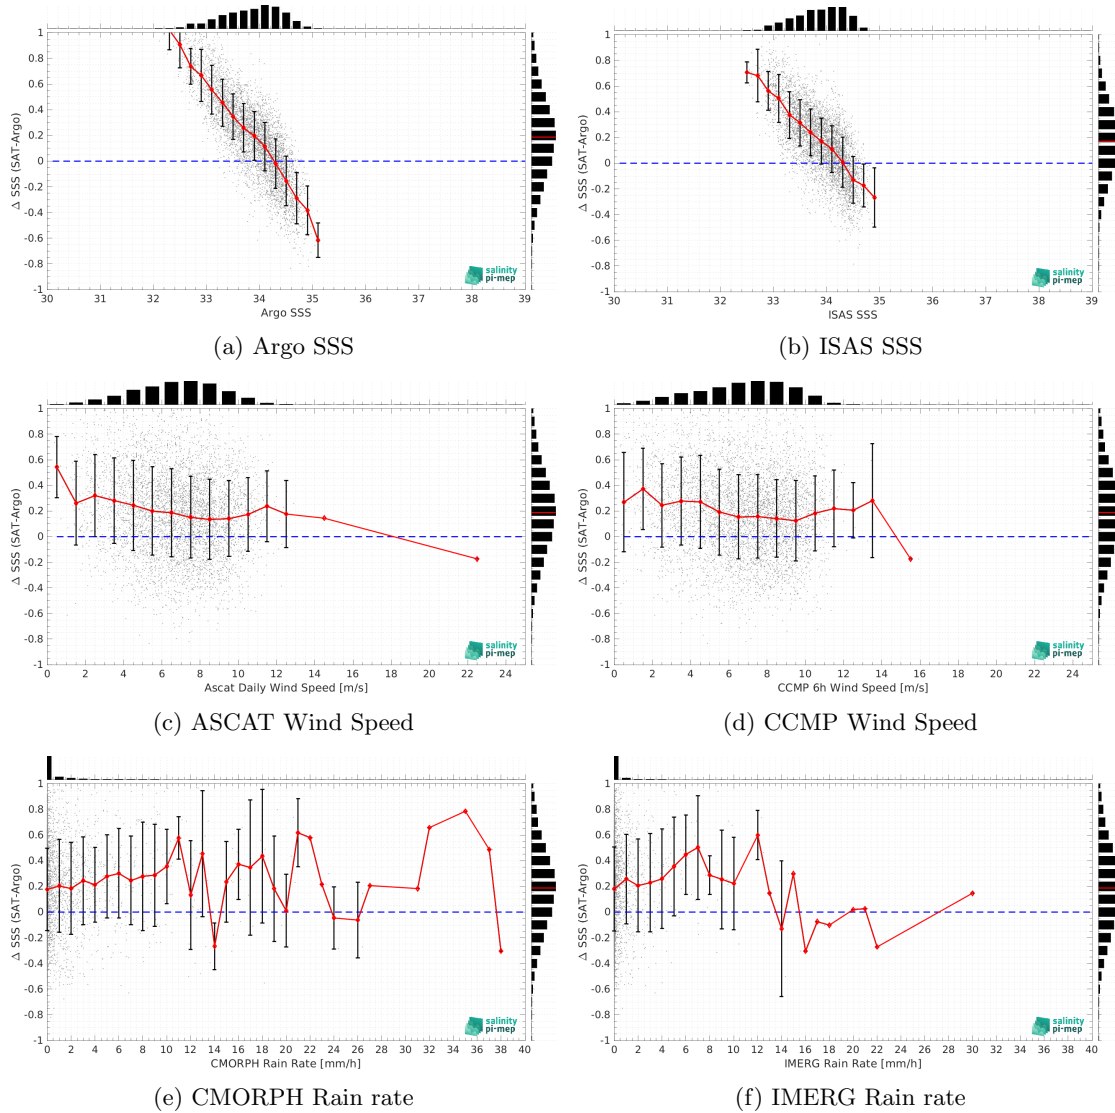 1
0.8
0.6
0.4
0.2
0
-0.2
-0.4
-0.6
-0.8
-1
Δ SSS (SAT-Argo)
salinity
pi-mep
30 31 32 33 34 35 36 37 38 39
Argo SSS
(a) Argo SSS
1
0.8
0.6
0.4
0.2
0
-0.2
-0.4
-0.6
-0.8
-1
Δ SSS (SAT-Argo)
salinity
pi-mep
30 31 32 33 34 35 36 37 38 39
ISAS SSS
(b) ISAS SSS
1
0.8
0.6
0.4
0.2
0
-0.2
-0.4
-0.6
-0.8
-1
Δ SSS (SAT-Argo)
salinity
pi-mep
0 2 4 6 8 10 12 14 16 18 20 22 24
Ascat Daily Wind Speed [m/s]
(c) ASCAT Wind Speed
1
0.8
0.6
0.4
0.2
0
-0.2
-0.4
-0.6
-0.8
-1
Δ SSS (SAT-Argo)
salinity
pi-mep
0 2 4 6 8 10 12 14 16 18 20 22 24
CCMP 6h Wind Speed [m/s]
(d) CCMP Wind Speed
1
0.8
0.6
0.4
0.2
0
-0.2
-0.4
-0.6
-0.8
-1
Δ SSS (SAT-Argo)
salinity
pi-mep
0 2 4 6 8 10 12 14 16 18 20 22 24 26 28 30 32 34 36 38 40
CMORPH Rain Rate [mm/h]
(e) CMORPH Rain rate
1
0.8
0.6
0.4
0.2
0
-0.2
-0.4
-0.6
-0.8
-1
Δ SSS (SAT-Argo)
salinity
pi-mep
0 2 4 6 8 10 12 14 16 18 20 22 24 26 28 30 32 34 36 38 40
IMERG Rain Rate [mm/h]
(f) IMERG Rain rate